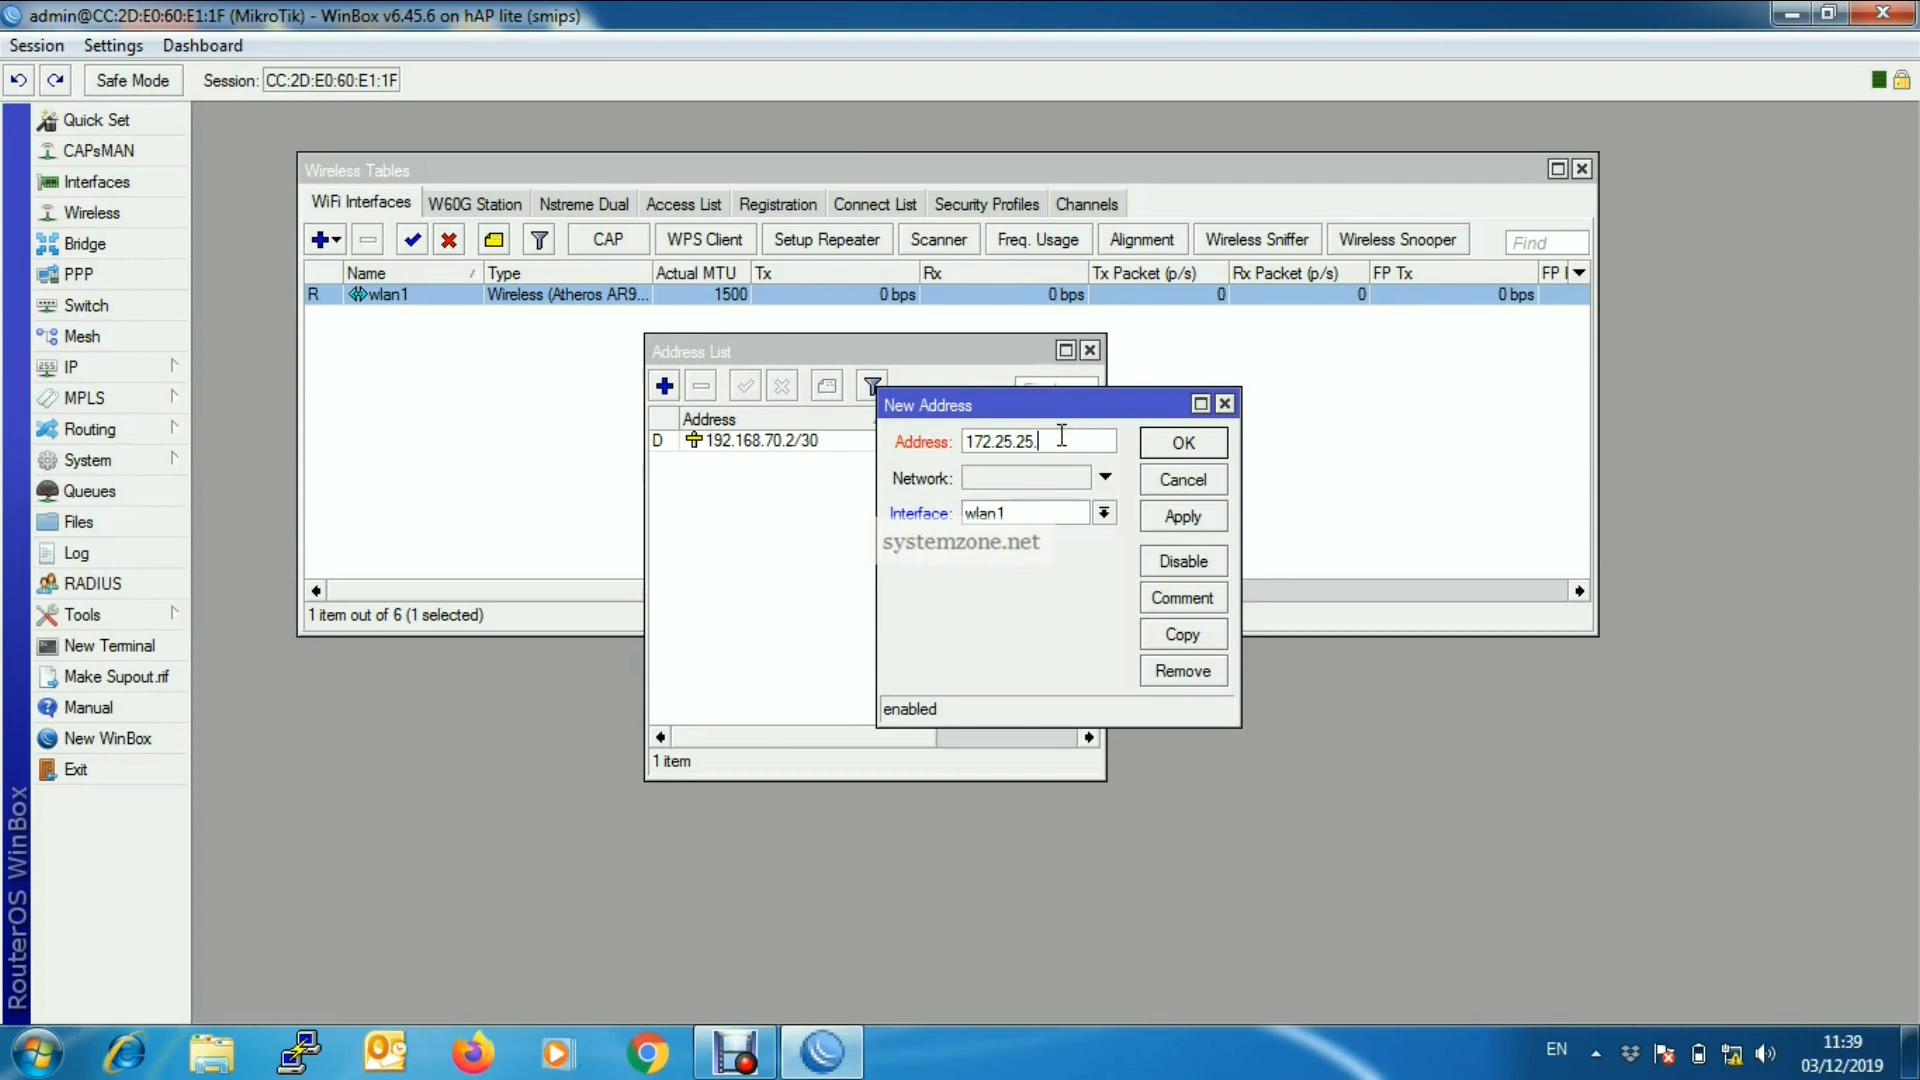 admin@CC:2D:E0:60:E1:1F (MikroTik) - WinBox v6.45.6 on hAP lite (smips)
Session Settings Dashboard
Safe Mode Session: CC:2D:E0:60:E1:1F
Quick Set
CAPsMAN
Interfaces
Wireless
Bridge
PPP
Switch
Mesh
IP
MPLS
Routing
System
Queues
Files
Log
RADIUS
Tools
New Terminal
Make Supout.rif
Manual
New WinBox
Exit
RouterOS WinBox
Wireless Tables
WiFi Interfaces W60G Station Nstreme Dual Access List Registration Connect List Security Profiles Channels
CAP WPS Client Setup Repeater Scanner Freq. Usage Alignment Wireless Sniffer Wireless Snooper Find
Name Type Actual MTU Tx Rx Tx Packet (p/s) Rx Packet (p/s) FP Tx FP
R wlan1 Wireless (Atheros AR9... 1500 0 bps 0 bps 0 0 0 bps
1 item out of 6 (1 selected)
Address List
Address
D 192.168.70.2/30
1 item
New Address
Address: 172.25.25.
Network:
Interface: wlan1
OK
Cancel
Apply
Disable
Comment
Copy
Remove
enabled
systemzone.net
EN
11:39
03/12/2019